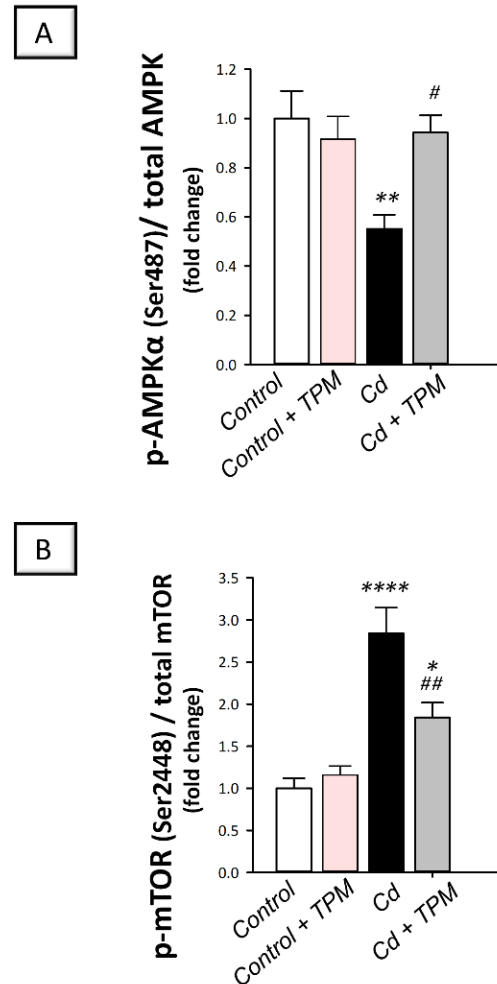 A
p-AMPKα (Ser487)/ total AMPK
(fold change)
1.2
1.0
0.8
0.6
0.4
0.2
0.0
**
#
Control
Control + TPM
Cd
Cd + TPM
B
p-mTOR (Ser2448) / total mTOR
(fold change)
3.5
3.0
2.5
2.0
1.5
1.0
0.5
0.0
****
*
##
Control
Control + TPM
Cd
Cd + TPM